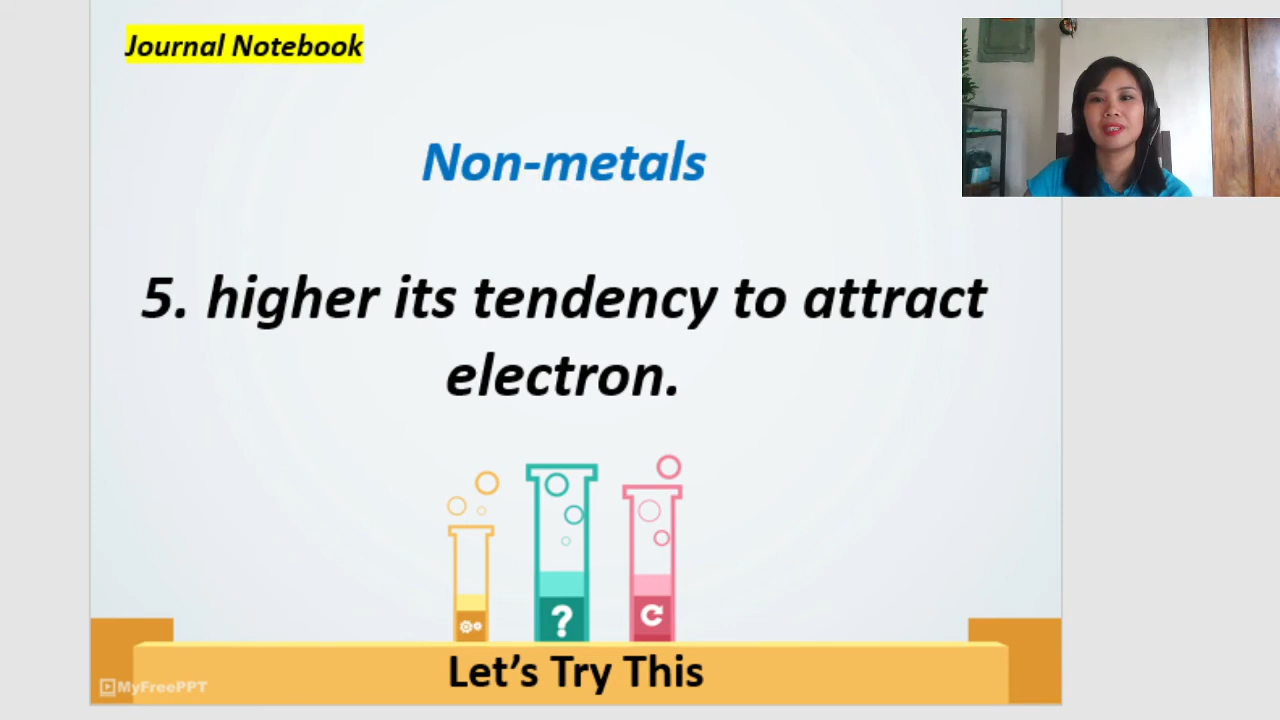 Journal Notebook
Non-metals
5. higher its tendency to attract
electron.
?
Let's Try This
MyFreePPT